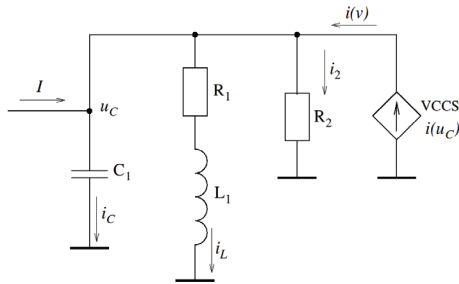 i(v)
I
u_C
R_1
i_2
R_2
VCCS
i(u_C)
C_1
i_C
L_1
i_L